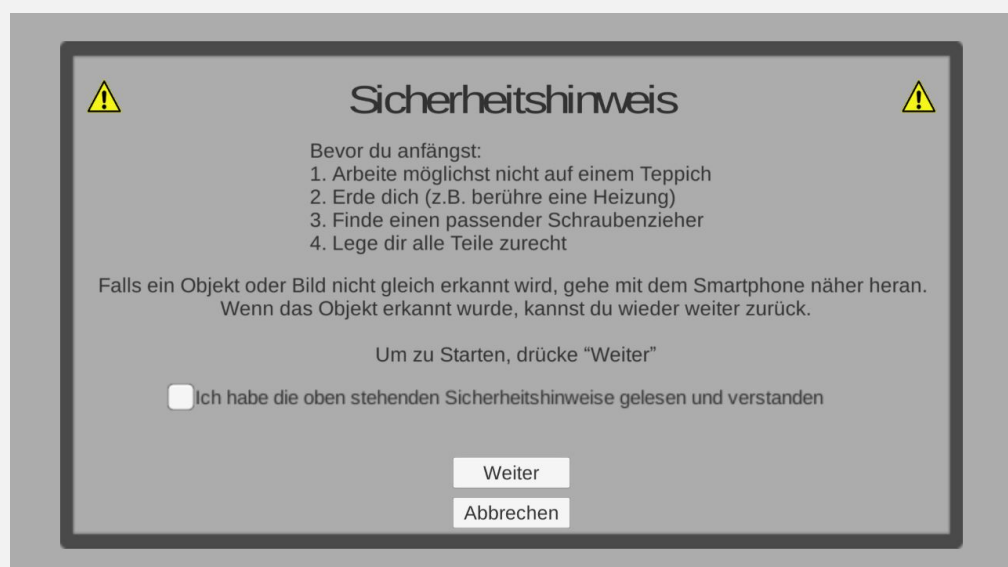 Sicherheitshinweis
Bevor du anfängst:
1. Arbeite möglichst nicht auf einem Teppich
2. Erde dich (z.B. berühre eine Heizung)
3. Finde einen passender Schraubenzieher
4. Lege dir alle Teile zurecht
Falls ein Objekt oder Bild nicht gleich erkannt wird, gehe mit dem Smartphone näher heran.
Wenn das Objekt erkannt wurde, kannst du wieder weiter zurück.
Um zu Starten, drücke “Weiter”
Ich habe die oben stehenden Sicherheitshinweise gelesen und verstanden
Weiter
Abbrechen